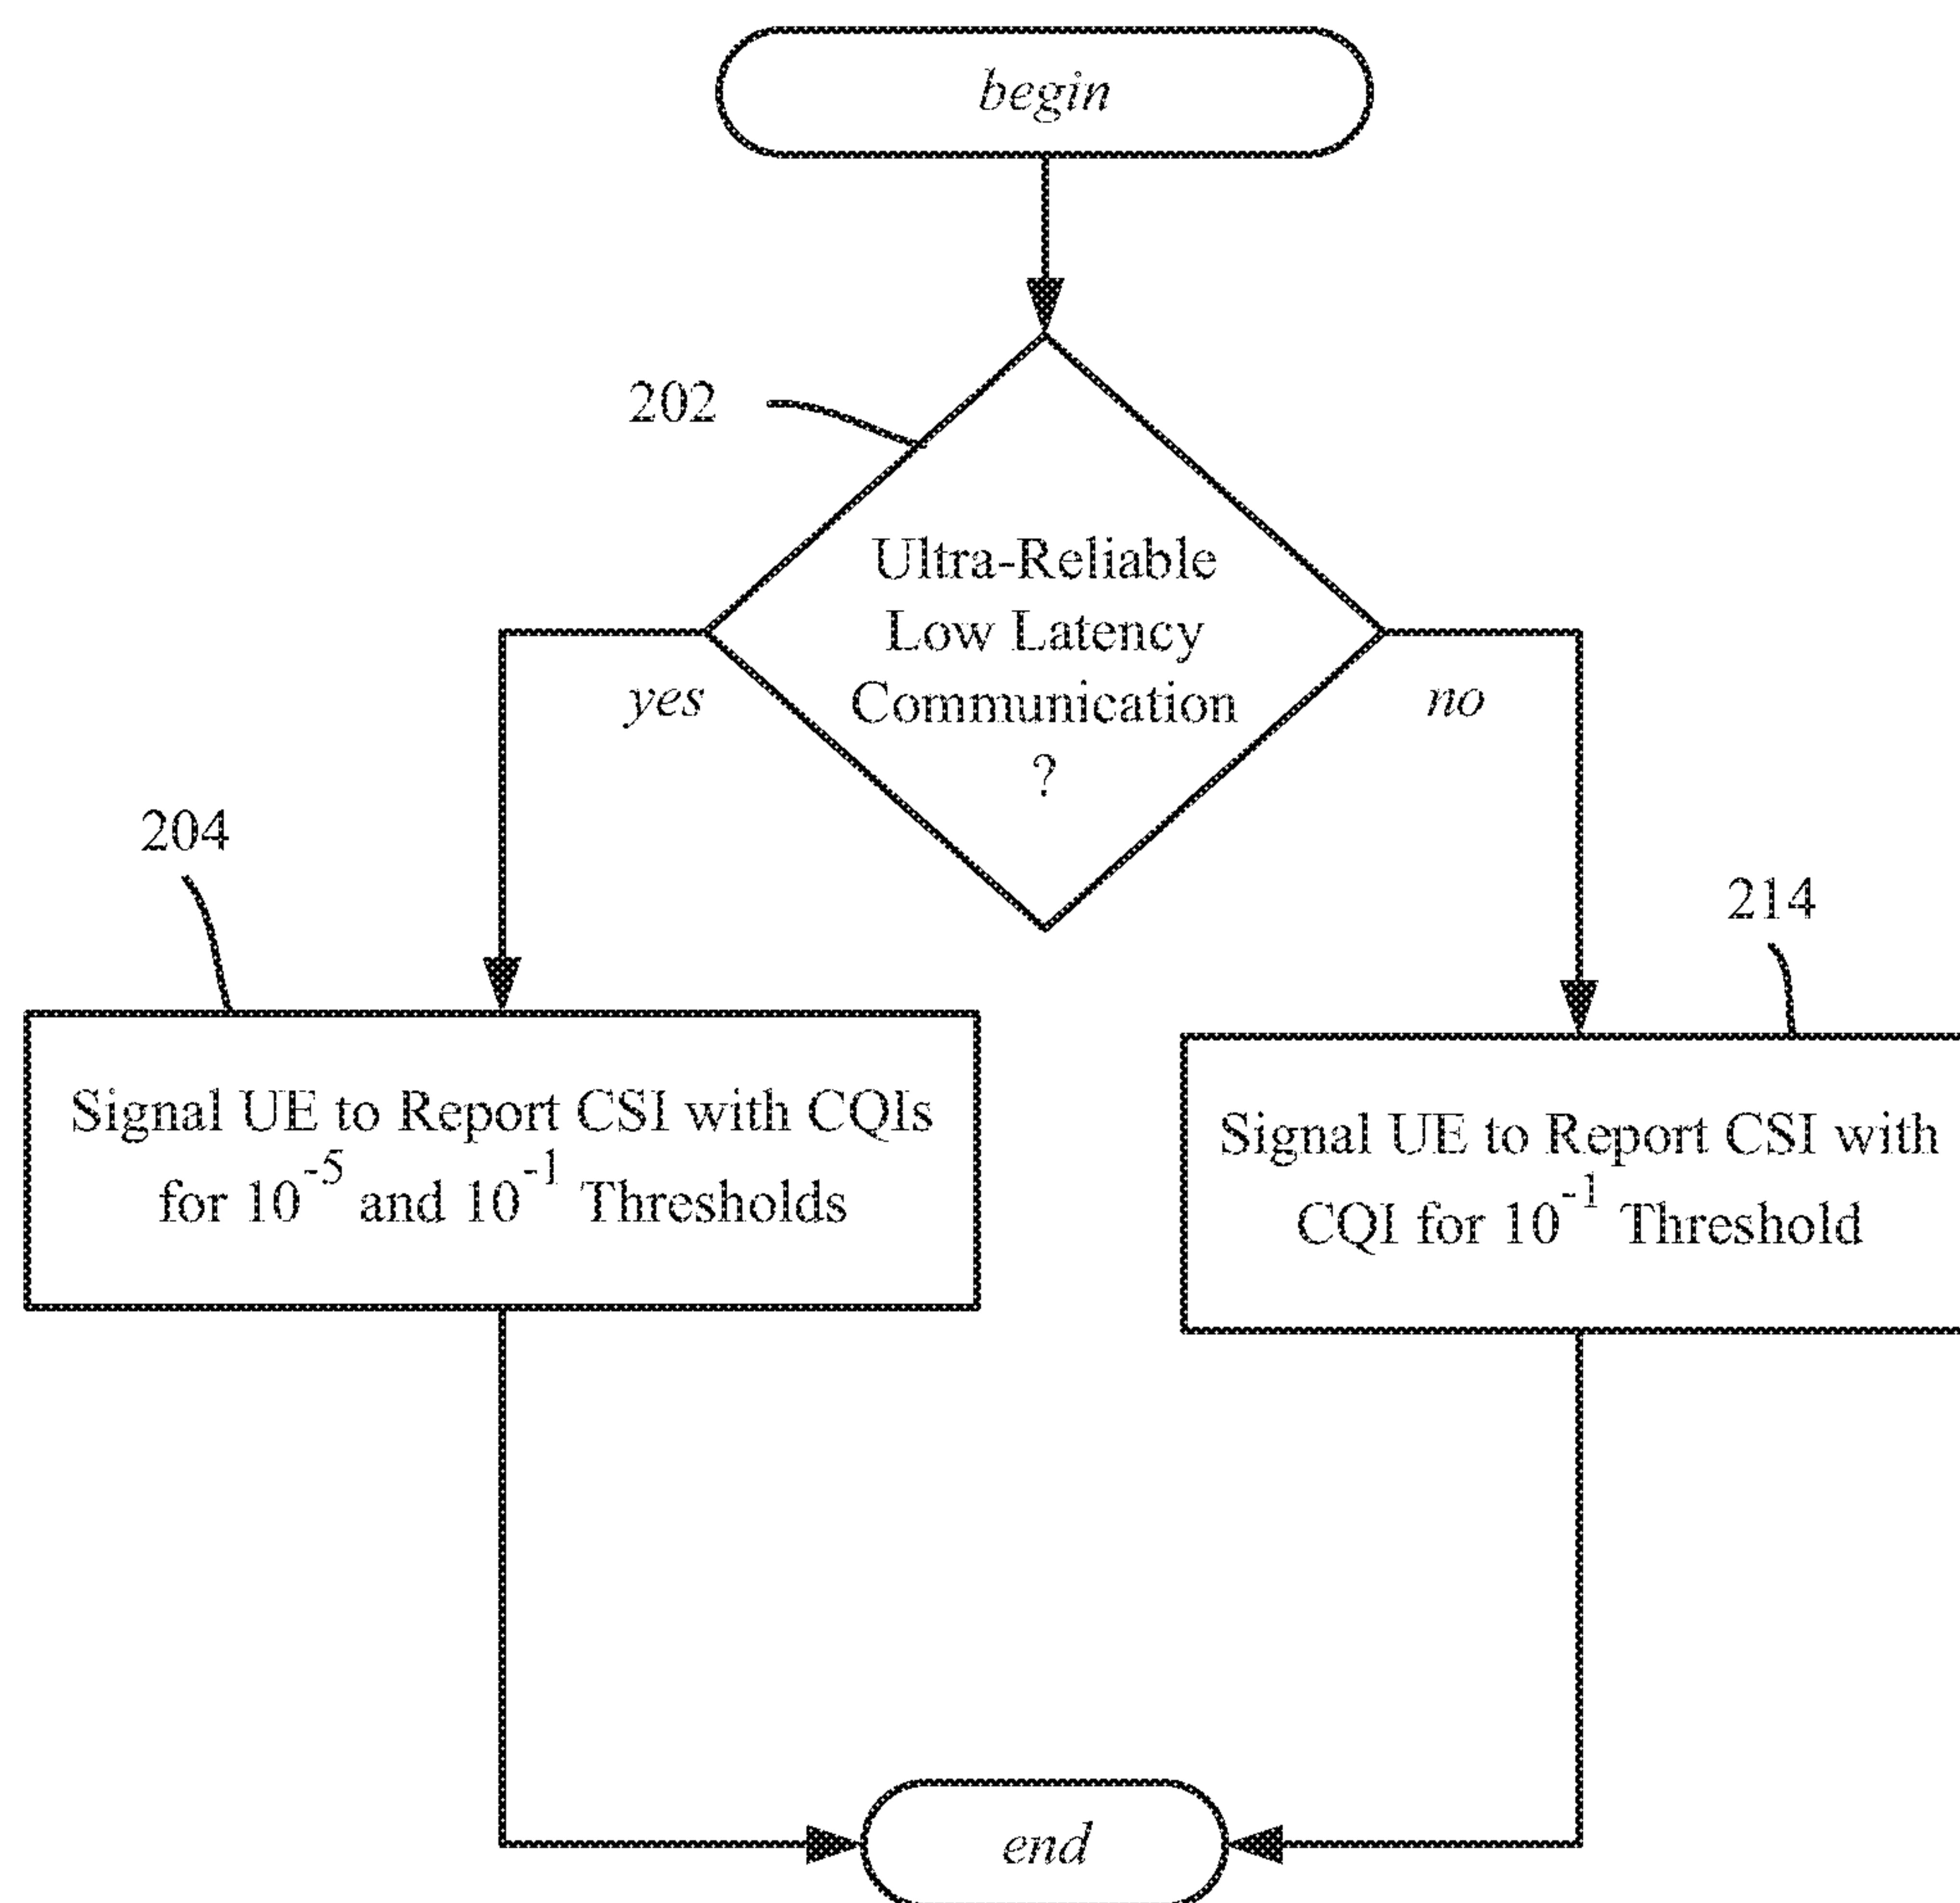 begin
202
Ultra-Reliable
Low Latency
Communication
?
yes
no
204
214
Signal UE to Report CSI with CQIs
for 10^-5 and 10^-1 Thresholds
Signal UE to Report CSI with
CQI for 10^-1 Threshold
end